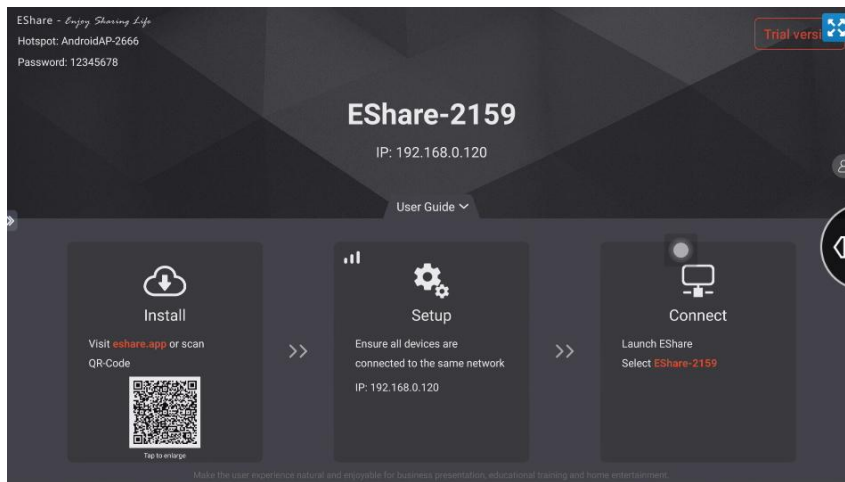 EShare - Enjoy Sharing Life
Hotspot: AndroidAP-2666
Password: 12345678
Trial versi
EShare-2159
IP: 192.168.0.120
User Guide
Install
Visit eshare.app or scan
QR-Code
Tap to enlarge
Setup
Ensure all devices are
connected to the same network
IP: 192.168.0.120
Connect
Launch EShare
Select EShare-2159
Make the user experience natural and enjoyable for business presentation, educational training and home entertainment.